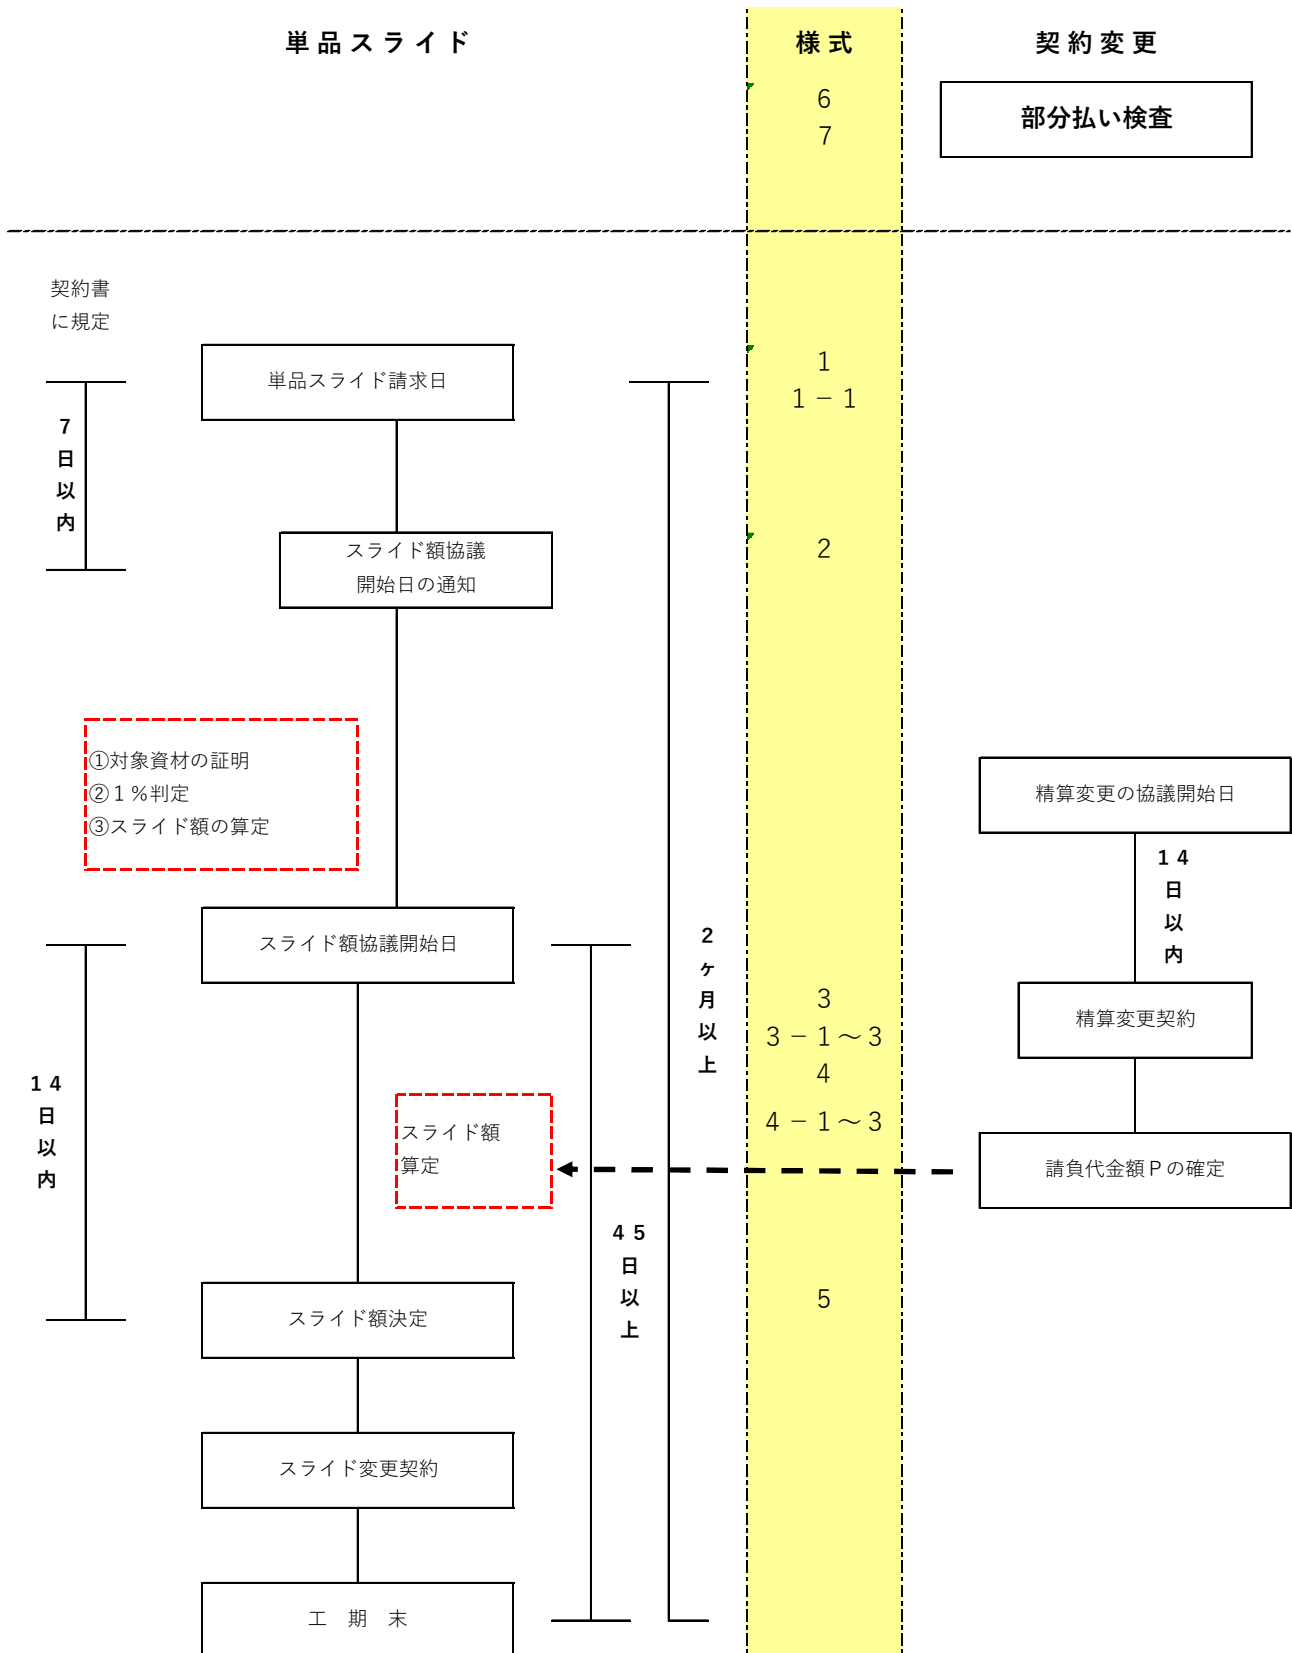 単品スライド
様式
契約変更
6
7
部分払い検査
契約書
に規定
単品スライド請求日
1
1－1
7日以内
スライド額協議
開始日の通知
2
①対象資材の証明
②１%判定
③スライド額の算定
精算変更の協議開始日
14日以内
スライド額協議開始日
2ヶ月以上
3
3－1～3
4
4－1～3
精算変更契約
14日以内
スライド額
算定
請負代金額Ｐの確定
45日以上
スライド額決定
5
スライド変更契約
工　期　末